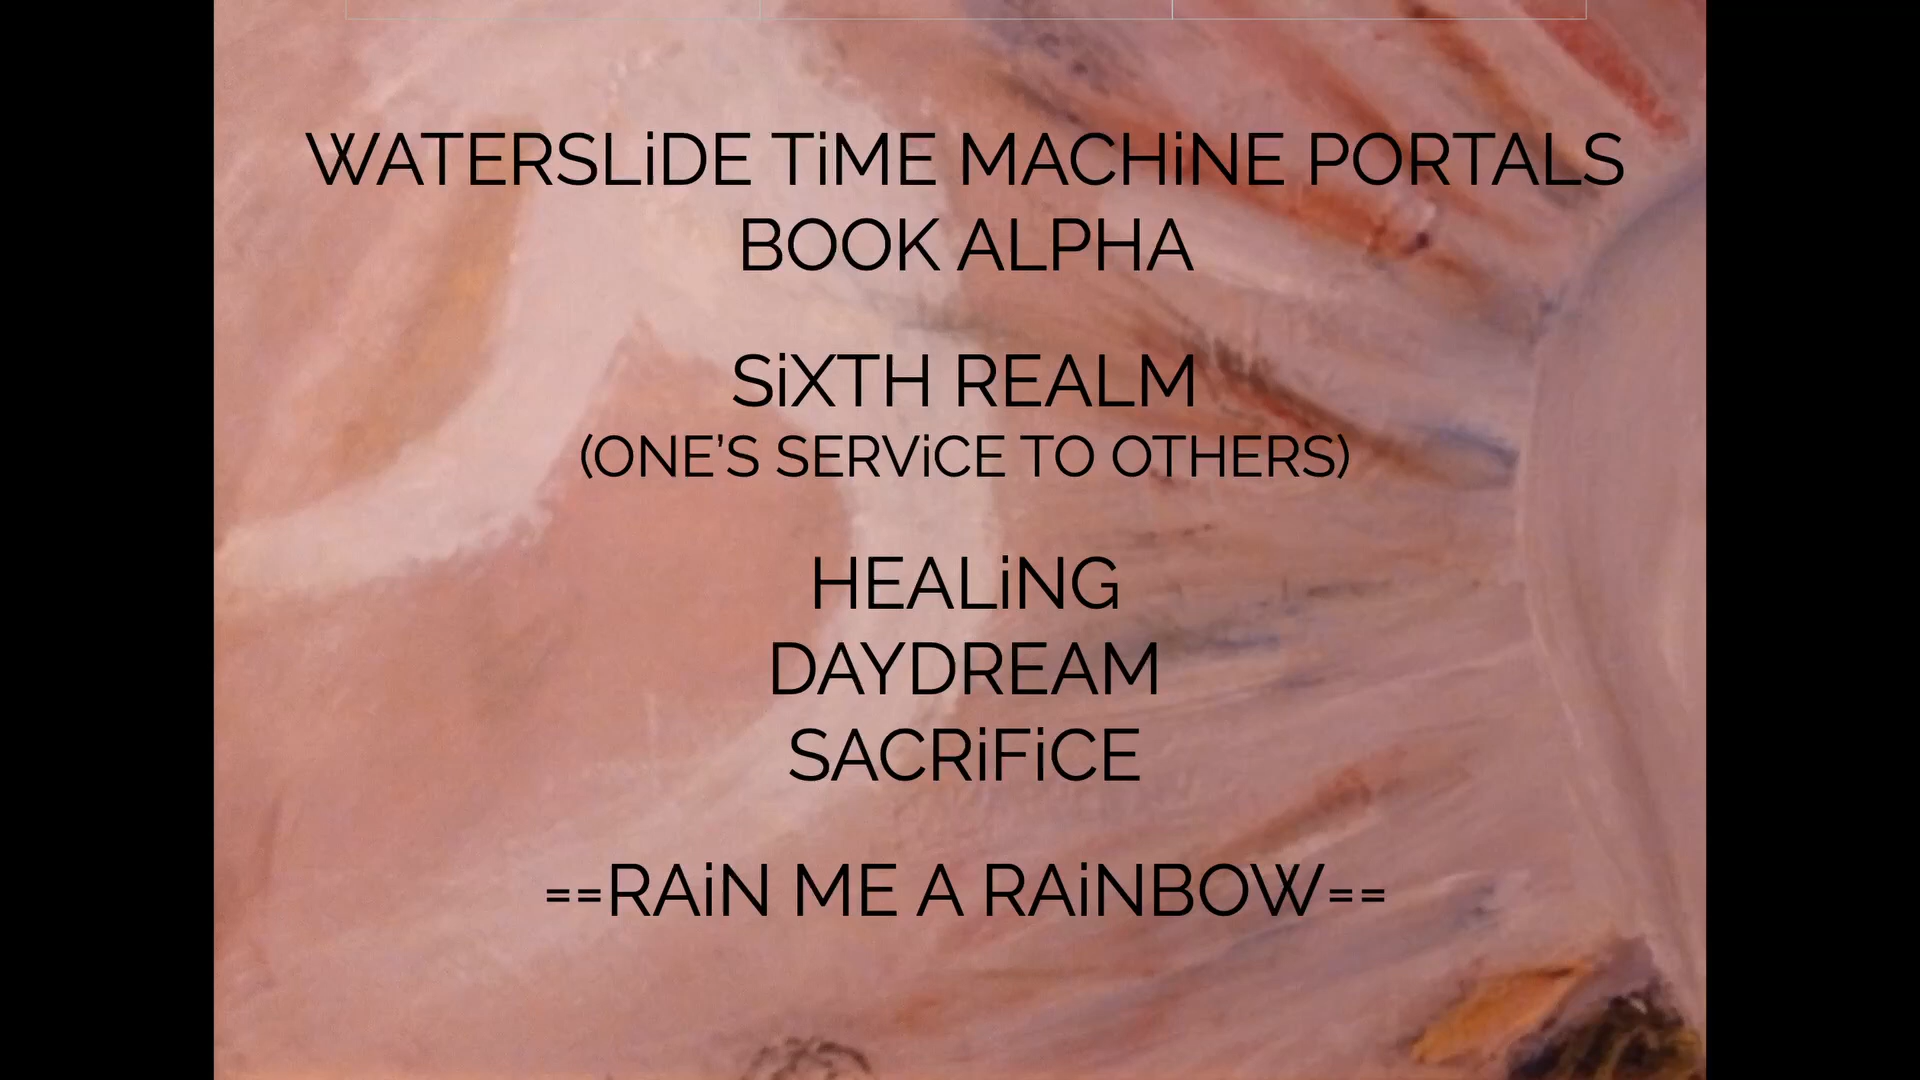 WATERSLiDE TiME MACHiNE PORTALS
BOOK ALPHA
SiXTH REALM
(ONE’S SERViCE TO OTHERS)
HEALiNG
DAYDREAM
SACRiFiCE
==RAiN ME A RAiNBOW==